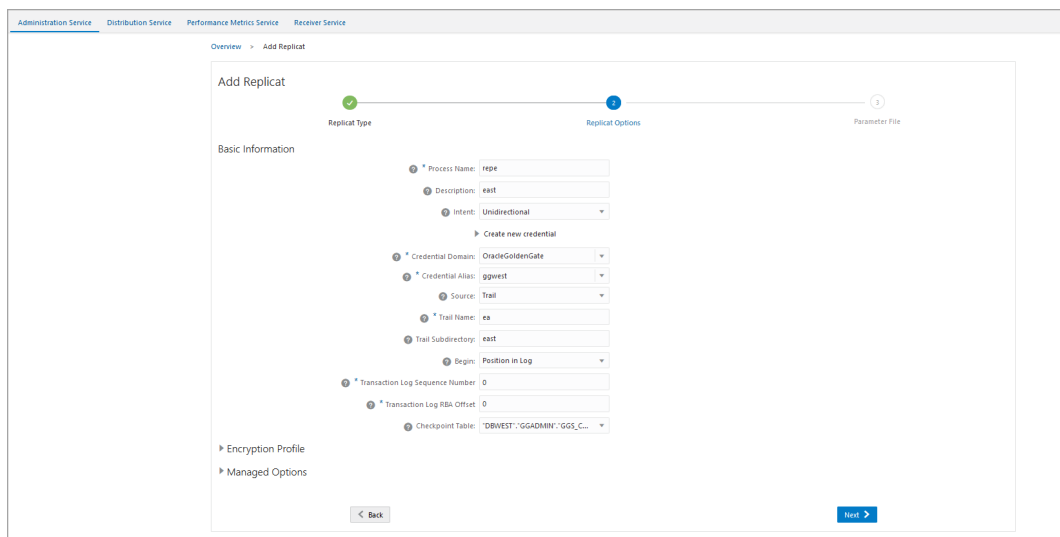 Administration Service Distribution Service Performance Metrics Service Receiver Service
Overview > Add Replicat
Add Replicat
2
3
Replicat Type
Replicat Options
Parameter File
Basic Information
? * Process Name: repe
? Description: east
? Intent: Unidirectional
Create new credential
? * Credential Domain: OracleGoldenGate
? * Credential Alias: ggwest
? Source: Trail
? * Trail Name: ea
? Trail Subdirectory: east
? Begin: Position in Log
? * Transaction Log Sequence Number 0
? * Transaction Log RBA Offset 0
? Checkpoint Table: "DBWEST"."GGADMIN"."GGS_C...
Encryption Profile
Managed Options
< Back
Next >